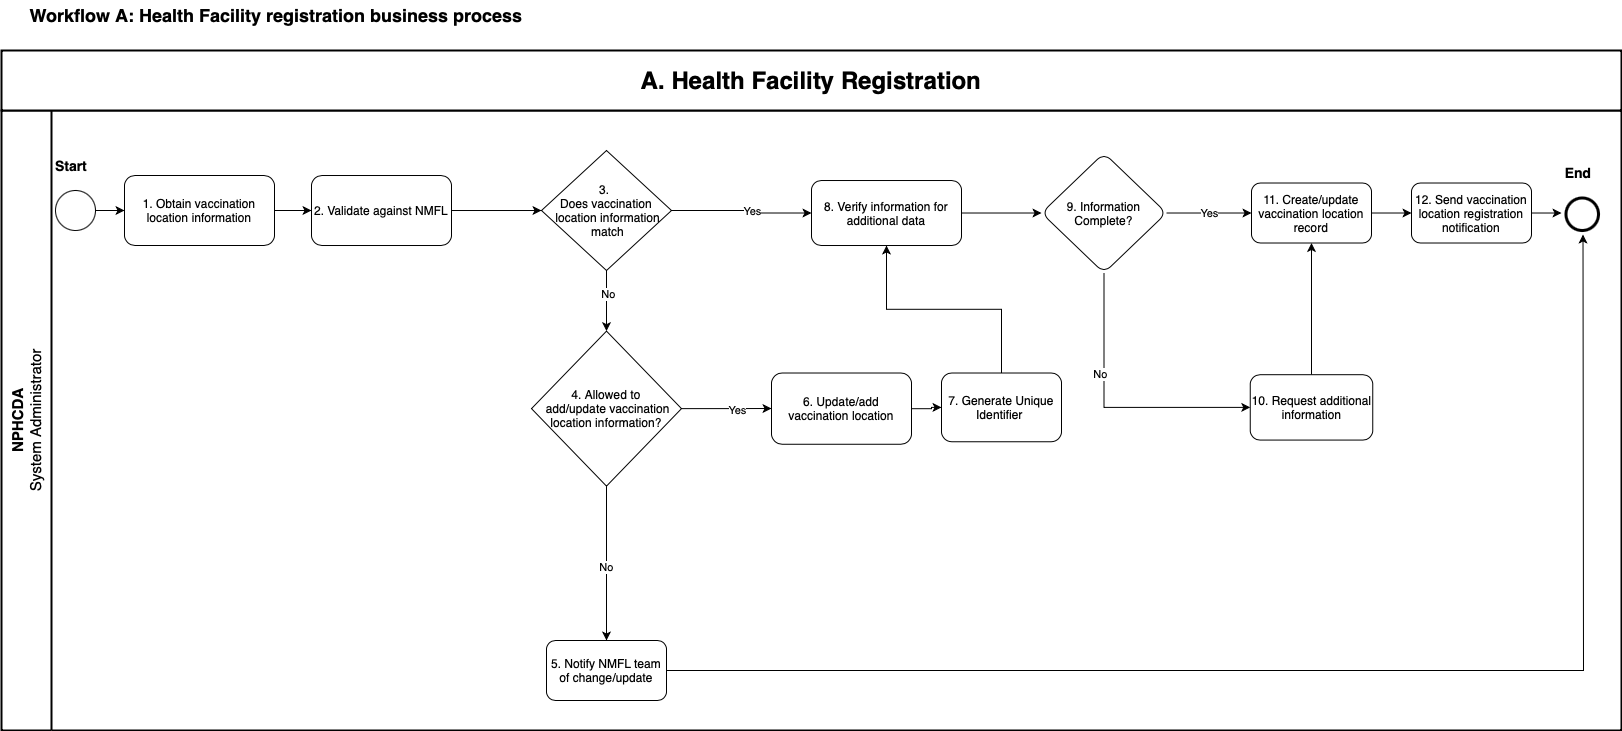 Workflow A: Health Facility registration business process
A. Health Facility Registration
NPHCDA
System Administrator
Start
1. Obtain vaccination
location information
2. Validate against NMFL
3.
Does vaccination
location information
match
Yes
No
4. Allowed to
add/update vaccination
location information?
Yes
No
5. Notify NMFL team
of change/update
6. Update/add
vaccination location
7. Generate Unique
Identifier
8. Verify information for
additional data
9. Information
Complete?
Yes
No
10. Request additional
information
11. Create/update
vaccination location
record
12. Send vaccination
location registration
notification
End